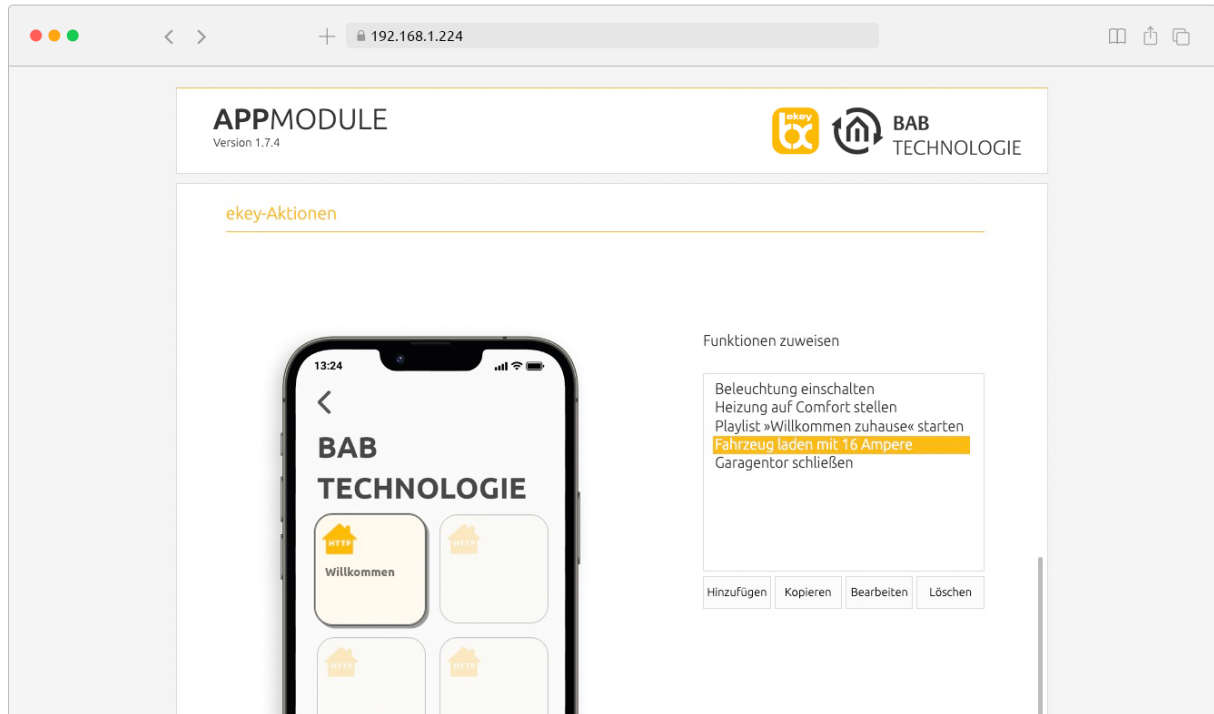 192.168.1.224
APPMODULE
Version 1.7.4
ekey
bx
BAB
TECHNOLOGIE
ekey-Aktionen
13:24
BAB
TECHNOLOGIE
HTTP
HTTP
Willkommen
HTTP
HTTP
Funktionen zuweisen
Beleuchtung einschalten
Heizung auf Comfort stellen
Playlist »Willkommen zuhause« starten
Fahrzeug laden mit 16 Ampere
Garagentor schließen
Hinzufügen Kopieren Bearbeiten Löschen